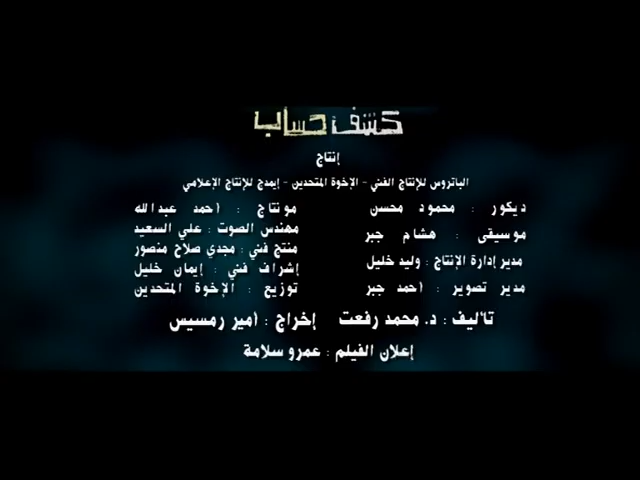 كشف حساب
إنتاج
الباتروس للإنتاج الفني - الإخوة المتحدين - إيمدج للإنتاج الإعلامي
ديكور : محمود محسن
موسيقى : هشام جبر
مدير إدارة الإنتاج : وليد خليل
مدير تصوير : أحمد جبر
مونتاج : أحمد عبدالله
مهندس الصوت : علي السعيد
منتج فني : مجدي صلاح منصور
إشراف فني : إيمان خليل
توزيع : الإخوة المتحدين
تأليف : د. محمد رفعت إخراج : أمير رمسيس
إعلان الفيلم : عمرو سلامة